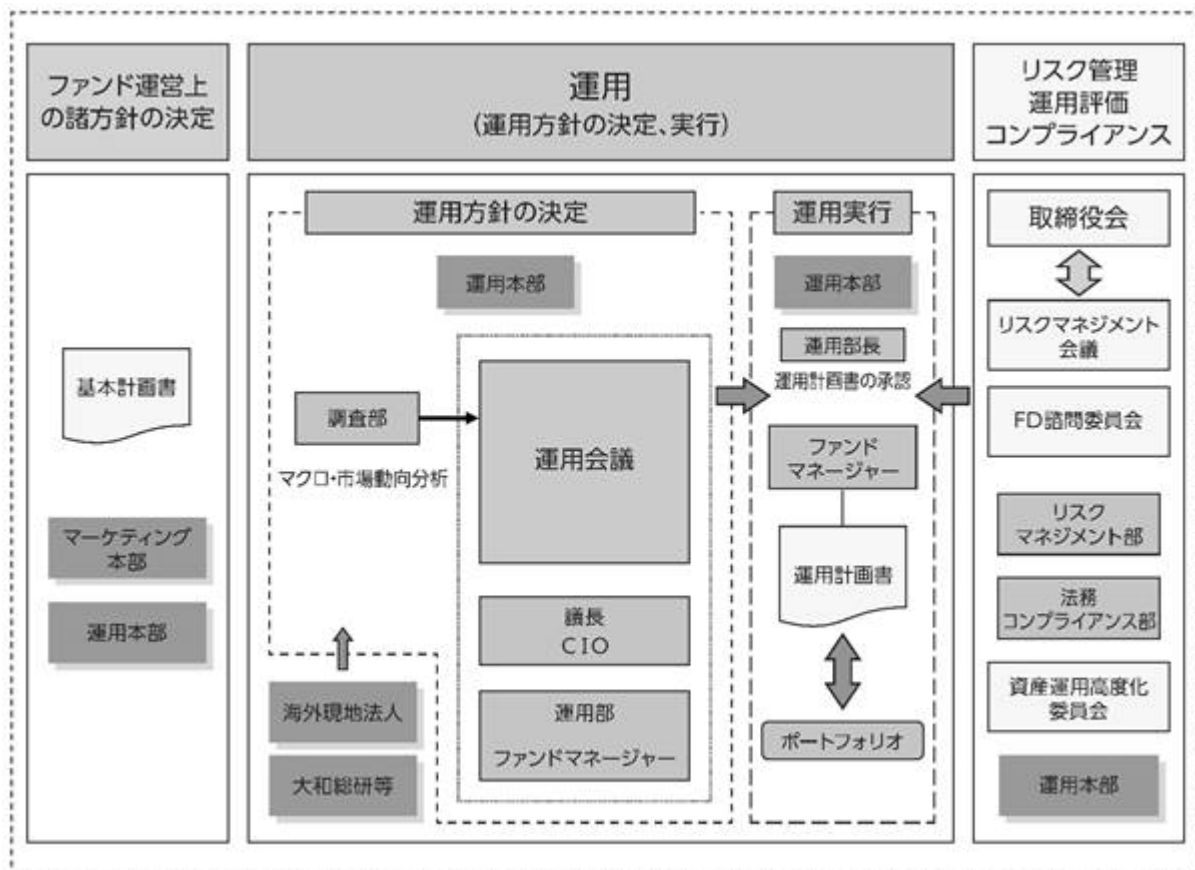 ファンド運営上
の諸方針の決定
運用
(運用方針の決定、実行)
リスク管理
運用評価
コンプライアンス
基本計画書
マーケティング
本部
運用本部
運用方針の決定
運用本部
調査部
マクロ・市場動向分析
運用会議
議長
CIO
運用部
ファンドマネージャー
海外現地法人
大和総研等
運用実行
運用本部
運用部長
運用計画書の承認
ファンド
マネージャー
運用計画書
ポートフォリオ
取締役会
リスクマネジメント
会議
FD諮問委員会
リスク
マネジメント部
法務
コンプライアンス部
資産運用高度化
委員会
運用本部